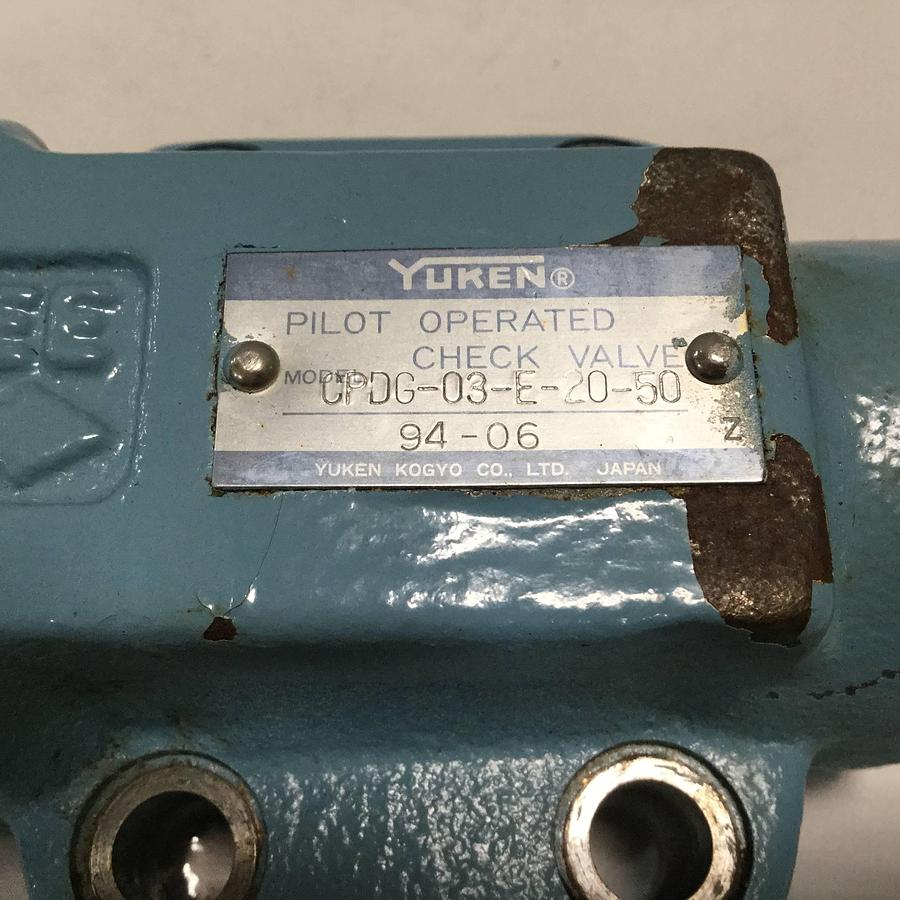 YUKEN®
PILOT OPERATED
CHECK VALVE
MODEL CPDG-03-E-20-50
94-06 Z
YUKEN KOGYO CO., LTD. JAPAN